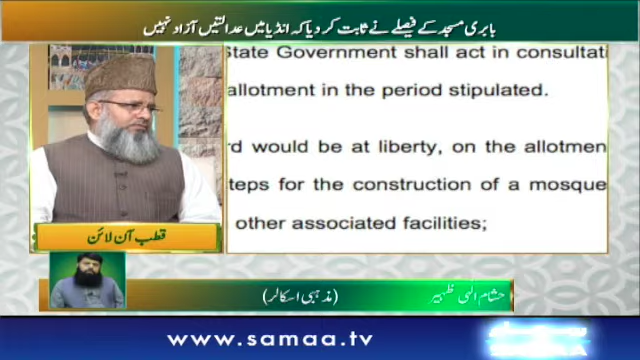 بابری مسجد کے فیصلے نے ثابت کر دیا کہ انڈیا میں عدالتیں آزاد نہیں
State Government shall act in consultati
allotment in the period stipulated.
rd would be at liberty, on the allotmen
teps for the construction of a mosque
other associated facilities;
قطب آن لائن
ہشام الٰہی ظہیر (مذہبی اسکالر)
www.samaa.tv